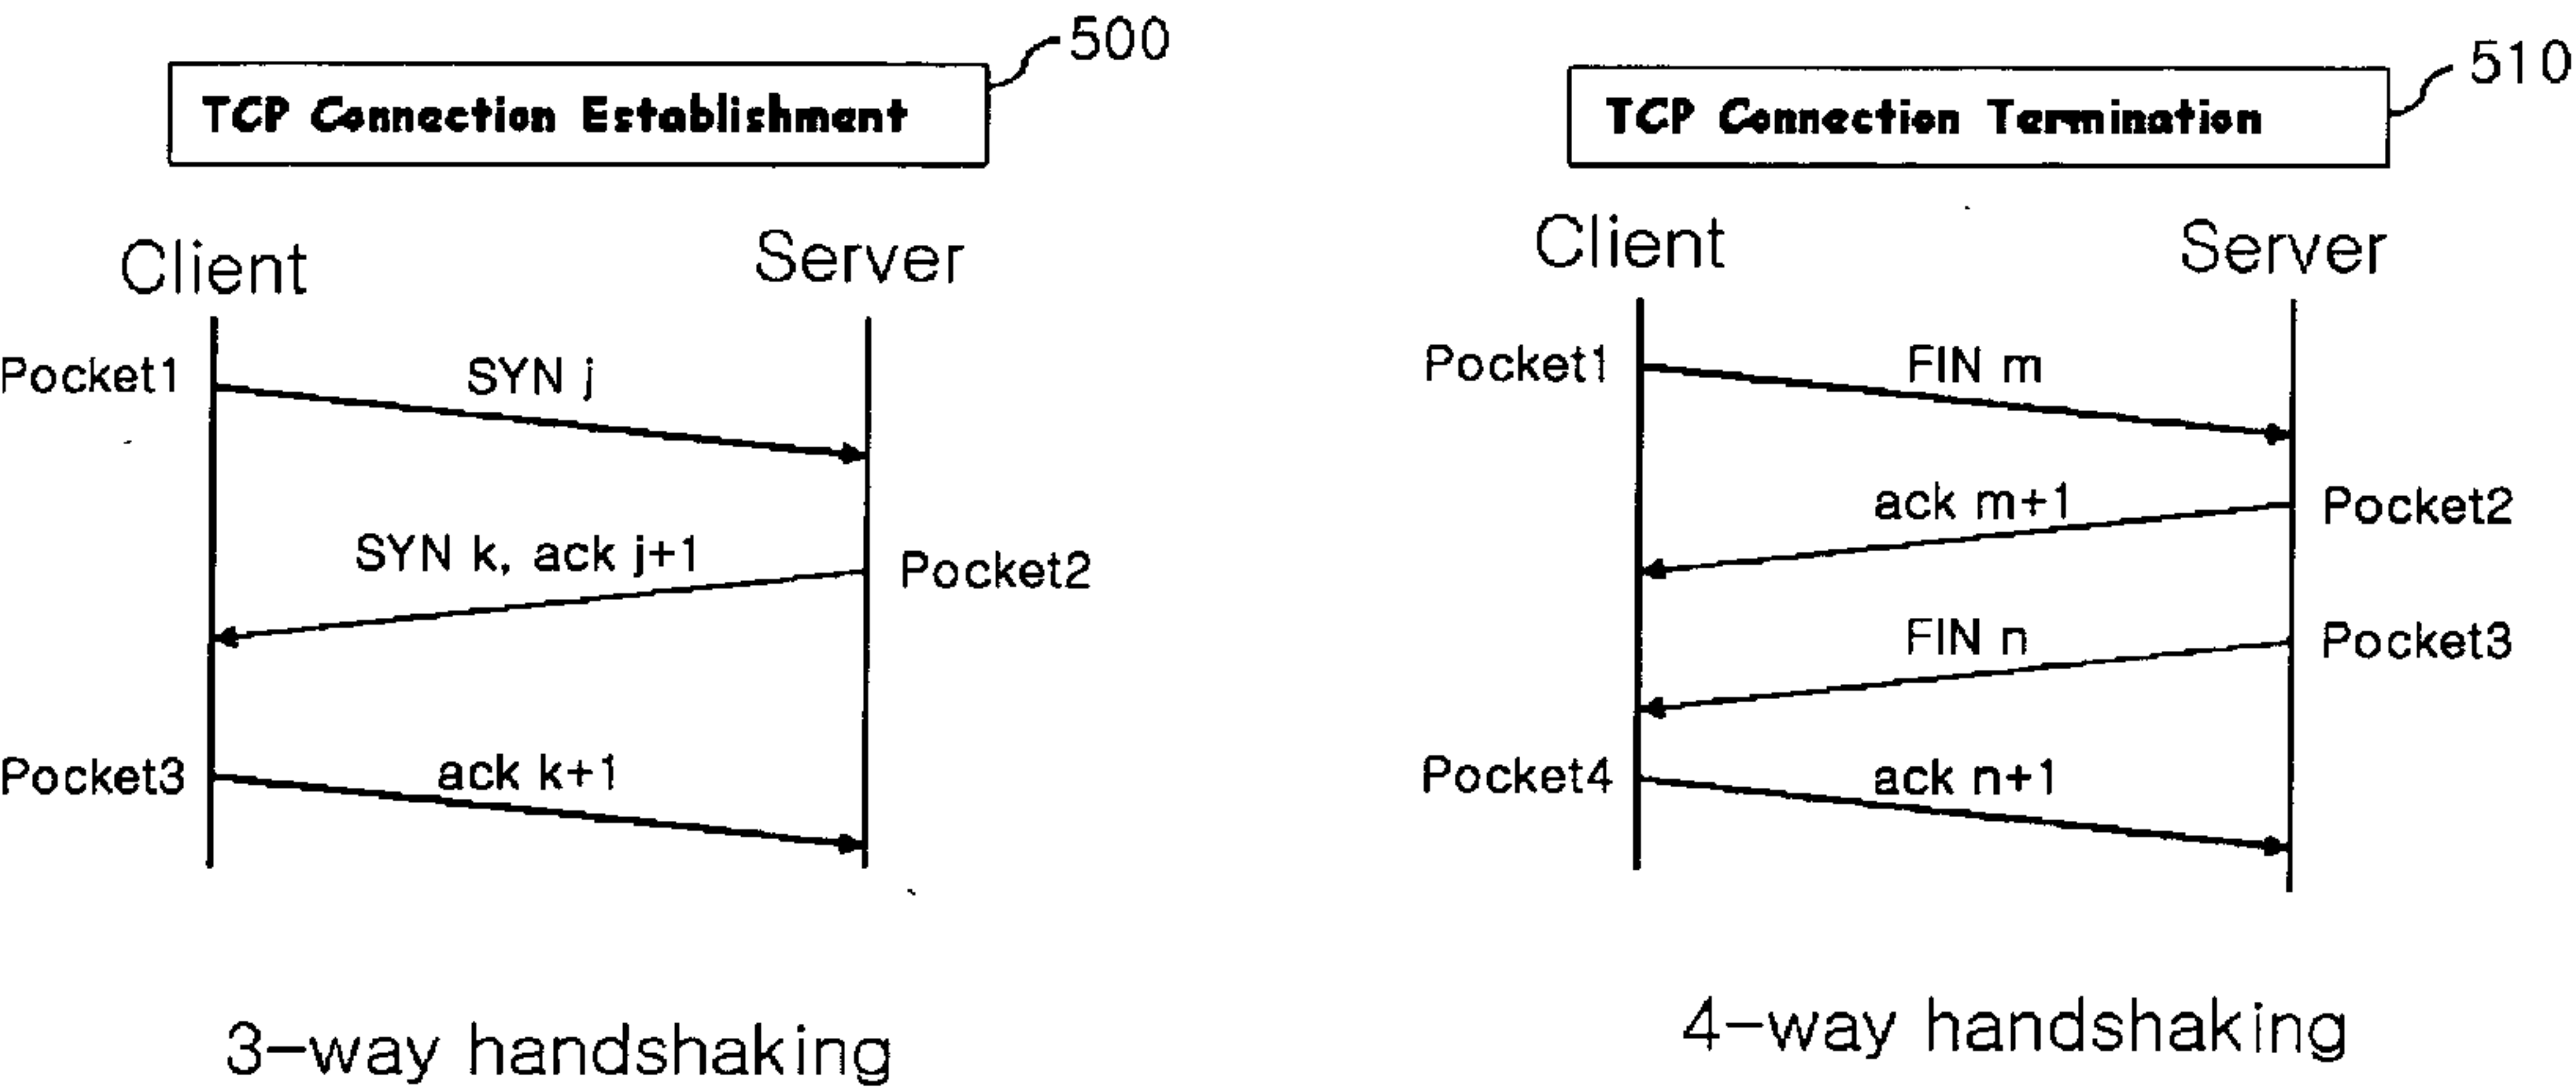 500
TCP Connection Establishment
Client
Server
Pocket1
SYN j
SYN k, ack j+1
Pocket2
Pocket3
ack k+1
3-way handshaking
510
TCP Connection Termination
Client
Server
Pocket1
FIN m
ack m+1
Pocket2
FIN n
Pocket3
Pocket4
ack n+1
4-way handshaking